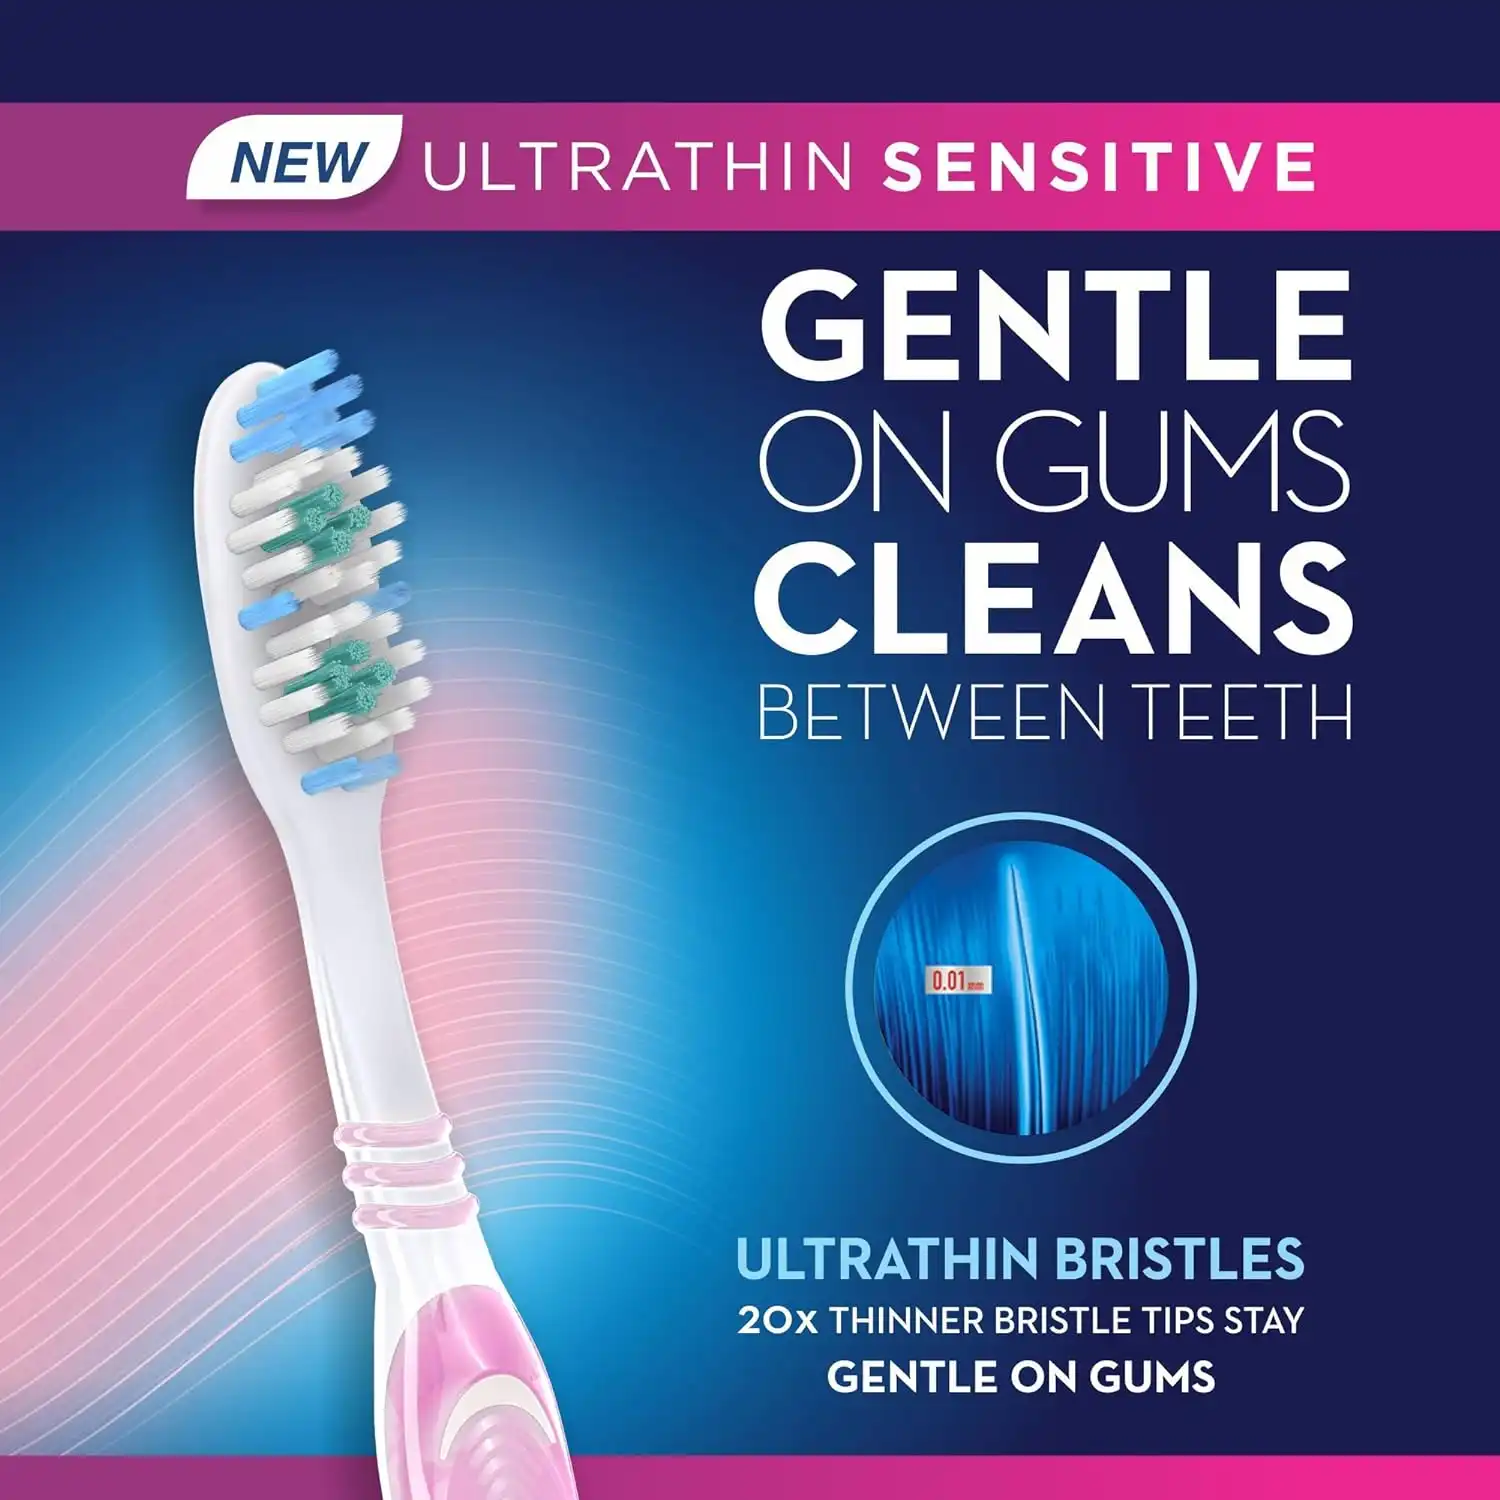 NEW ULTRATHIN SENSITIVE
GENTLE
ON GUMS
CLEANS
BETWEEN TEETH
0.01 mm
ULTRATHIN BRISTLES
20x THINNER BRISTLE TIPS STAY
GENTLE ON GUMS